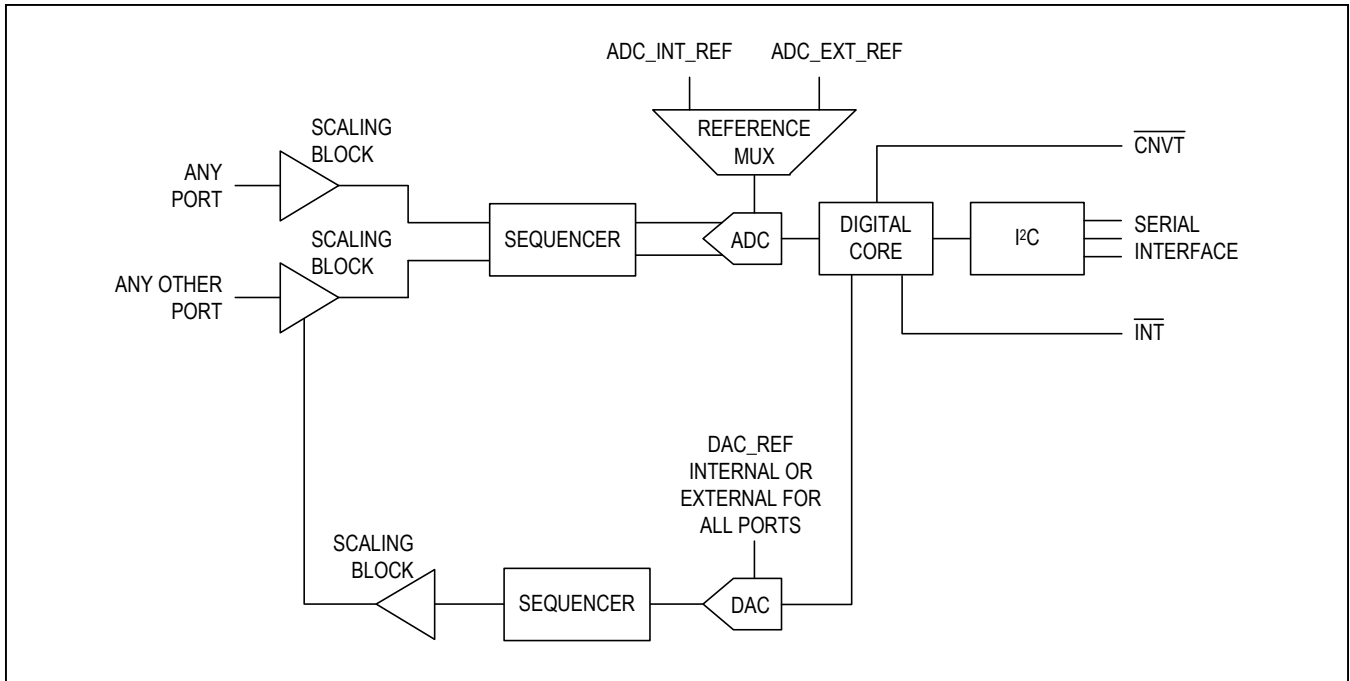 ADC_INT_REF
ADC_EXT_REF
REFERENCE
MUX
SCALING
BLOCK
ANY
PORT
SCALING
BLOCK
ANY OTHER
PORT
SEQUENCER
ADC
DIGITAL
CORE
I²C
CNVT
SERIAL
INTERFACE
INT
DAC_REF
INTERNAL OR
EXTERNAL FOR
ALL PORTS
SCALING
BLOCK
SEQUENCER
DAC